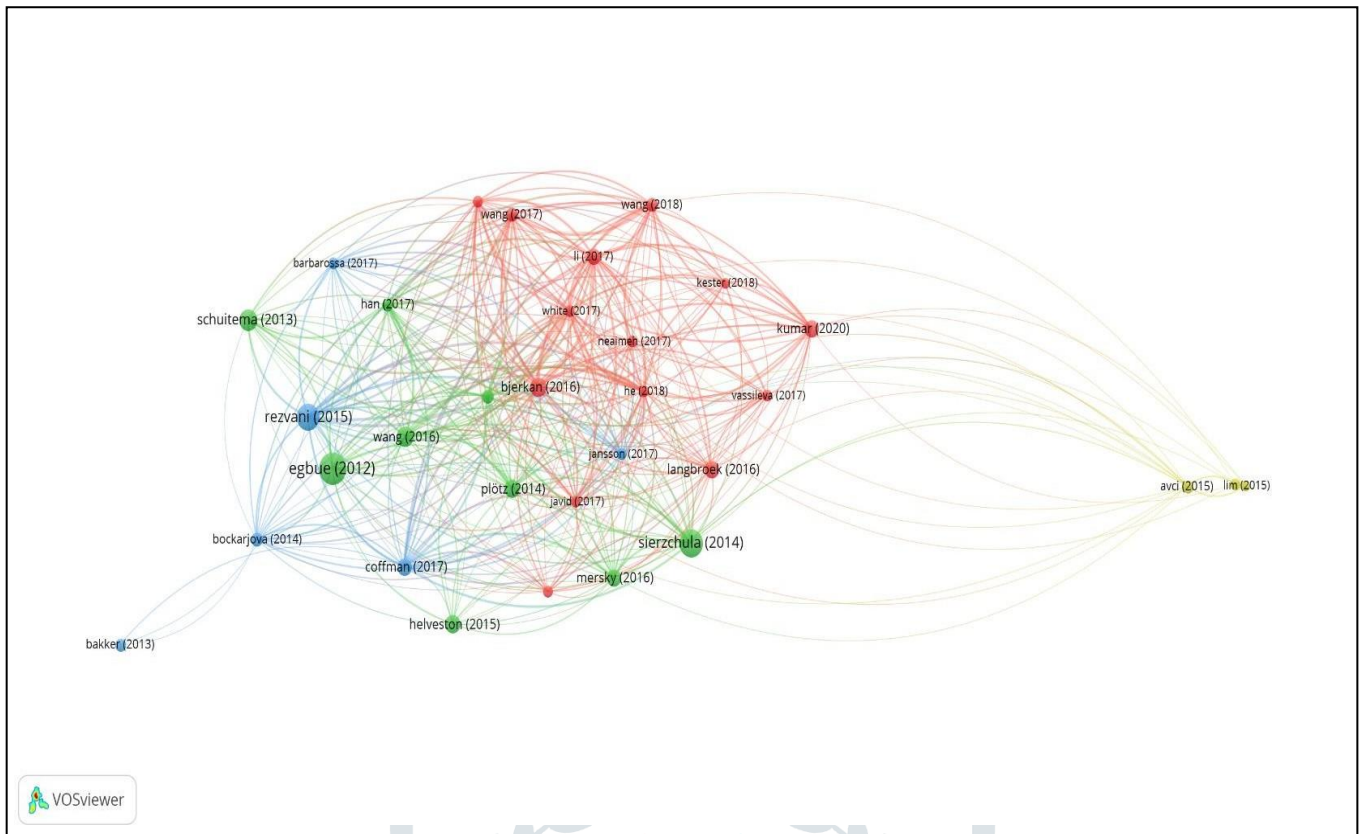 wang (2017)
wang (2018)
li (2017)
barbarossa (2017)
kester (2018)
han (2017)
white (2017)
schuitema (2013)
kumar (2020)
neaimeh (2017)
bjerkan (2016)
he (2018)
vassileva (2017)
rezvani (2015)
wang (2016)
jansson (2017)
egbue (2012)
langbroek (2016)
plötz (2014)
avci (2015)
lim (2015)
javid (2017)
bockarjova (2014)
sierzchula (2014)
coffman (2017)
mersky (2016)
helveston (2015)
bakker (2013)
VOSviewer